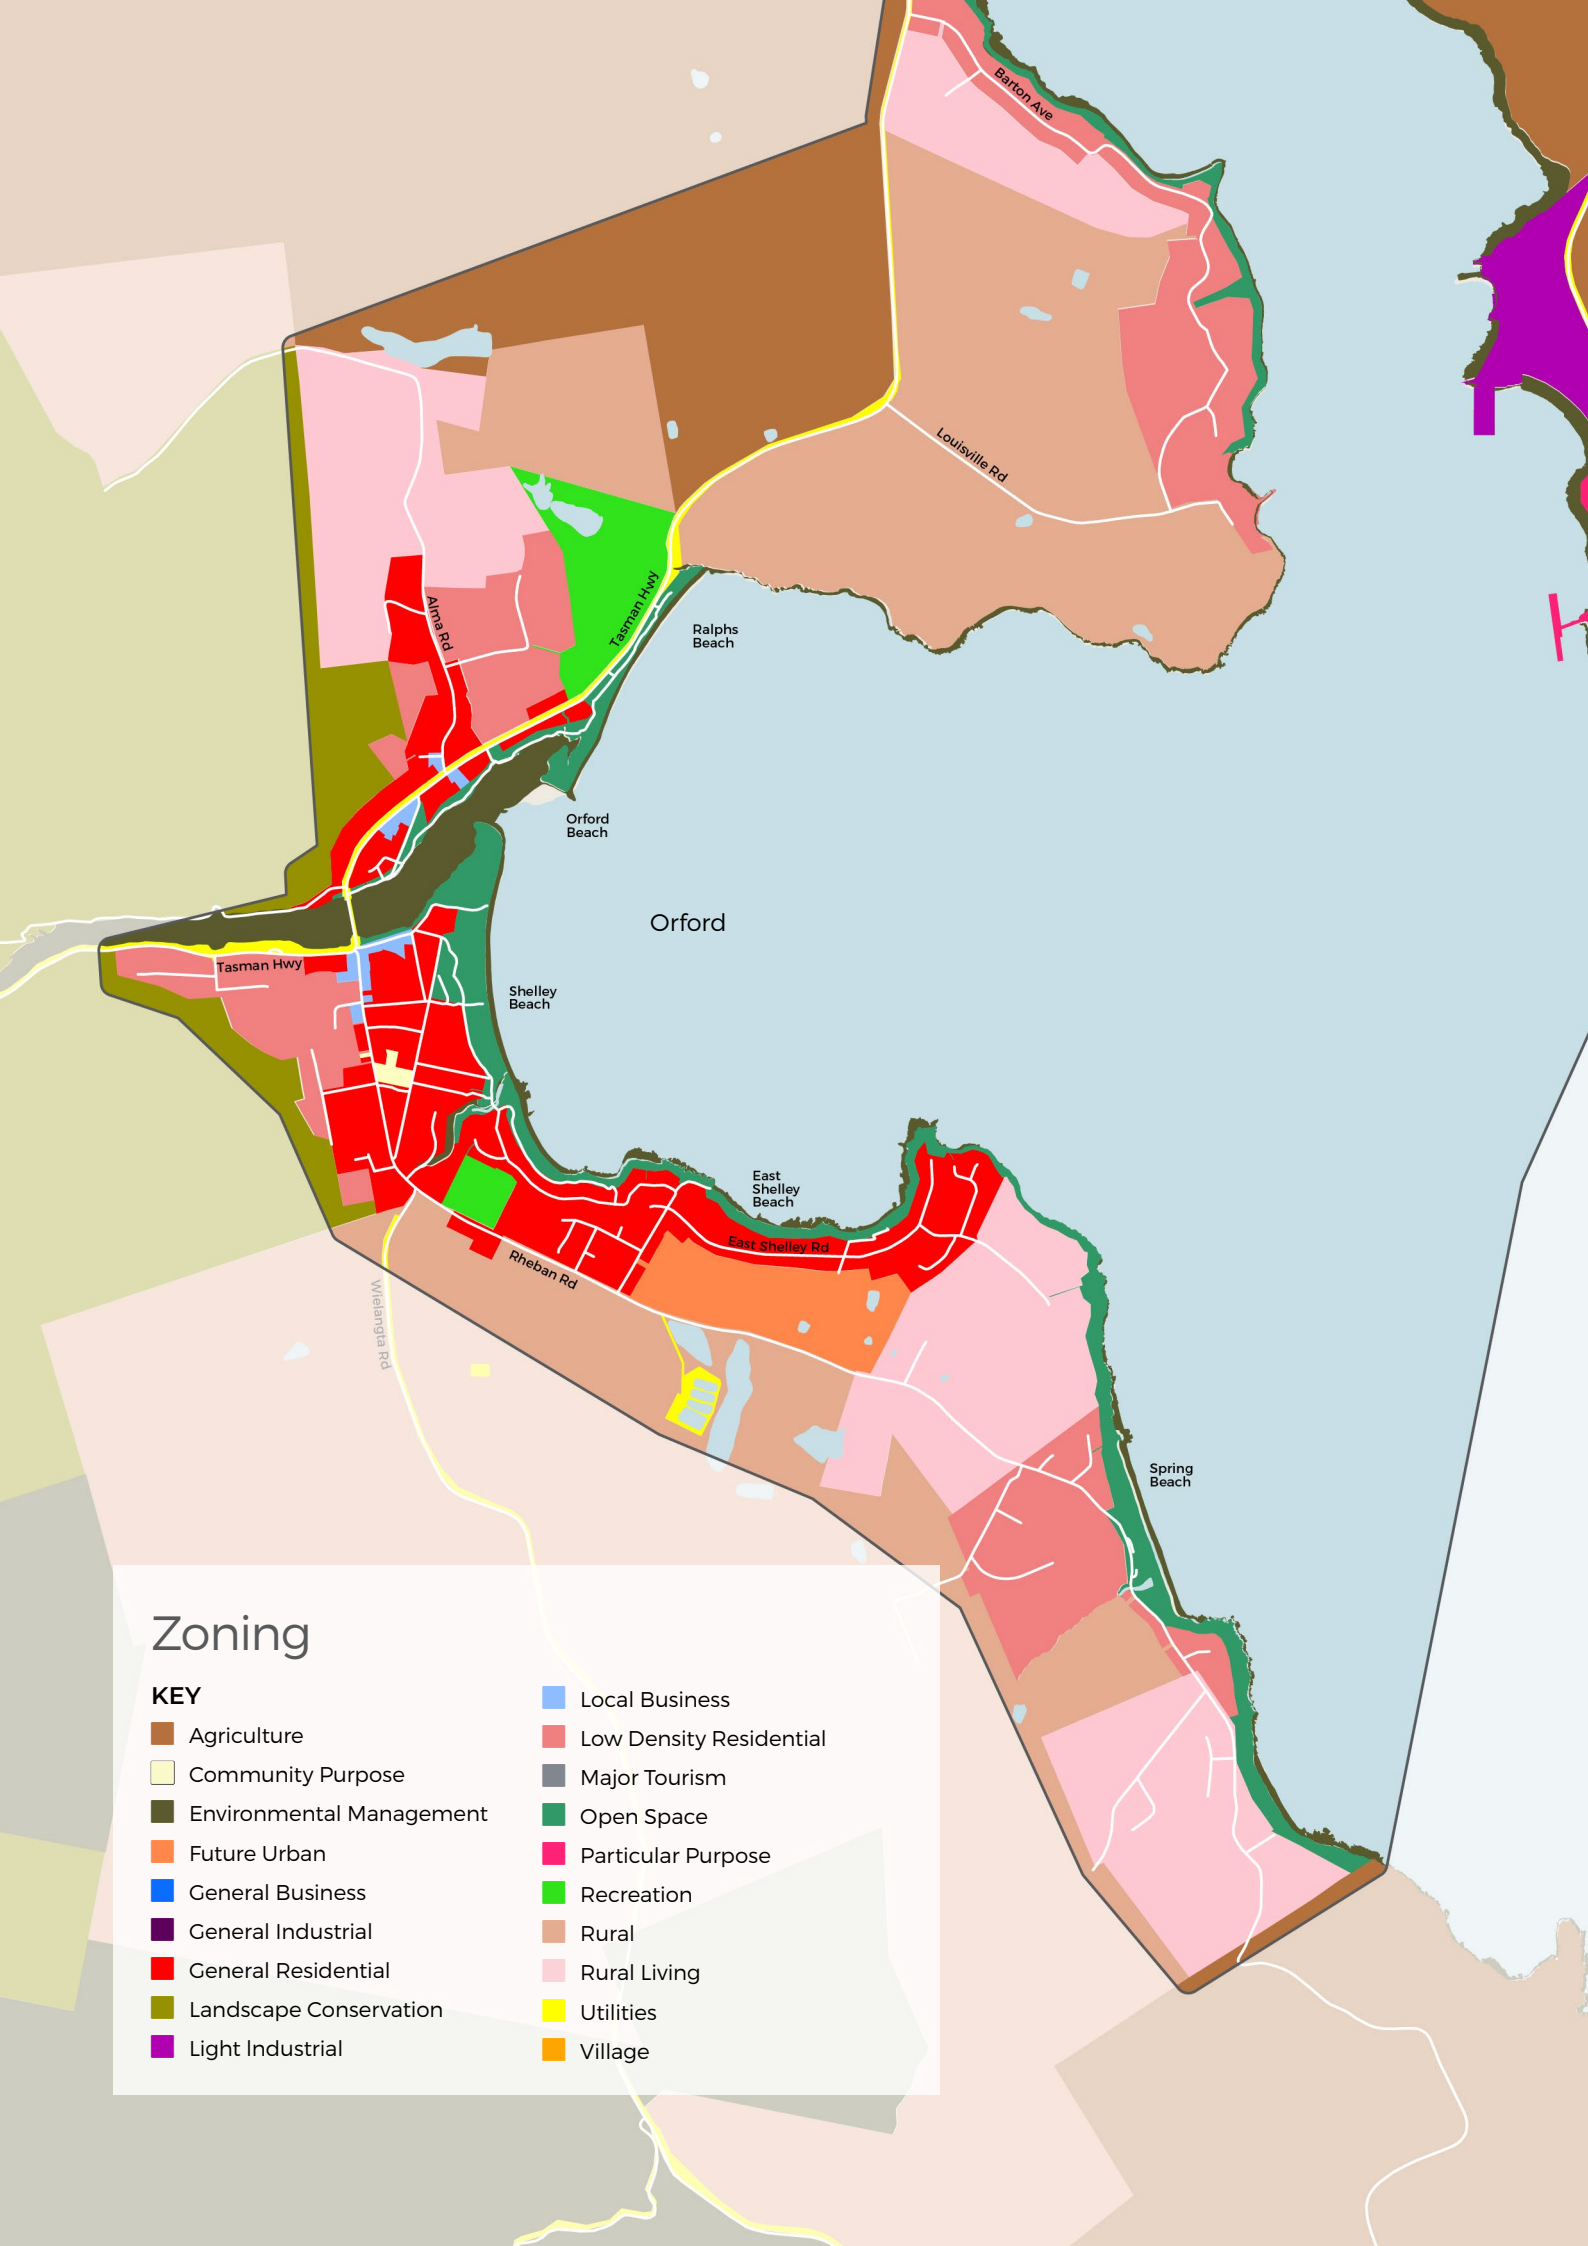 Barton Ave
Louisville Rd
Alma Rd
Tasman Hwy
Ralphs
Beach
Orford
Beach
Orford
Tasman Hwy
Shelley
Beach
East
Shelley
Beach
East Shelley Rd
Rheban Rd
Wielangta Rd
Spring
Beach
Zoning
KEY
Agriculture
Community Purpose
Environmental Management
Future Urban
General Business
General Industrial
General Residential
Landscape Conservation
Light Industrial
Local Business
Low Density Residential
Major Tourism
Open Space
Particular Purpose
Recreation
Rural
Rural Living
Utilities
Village